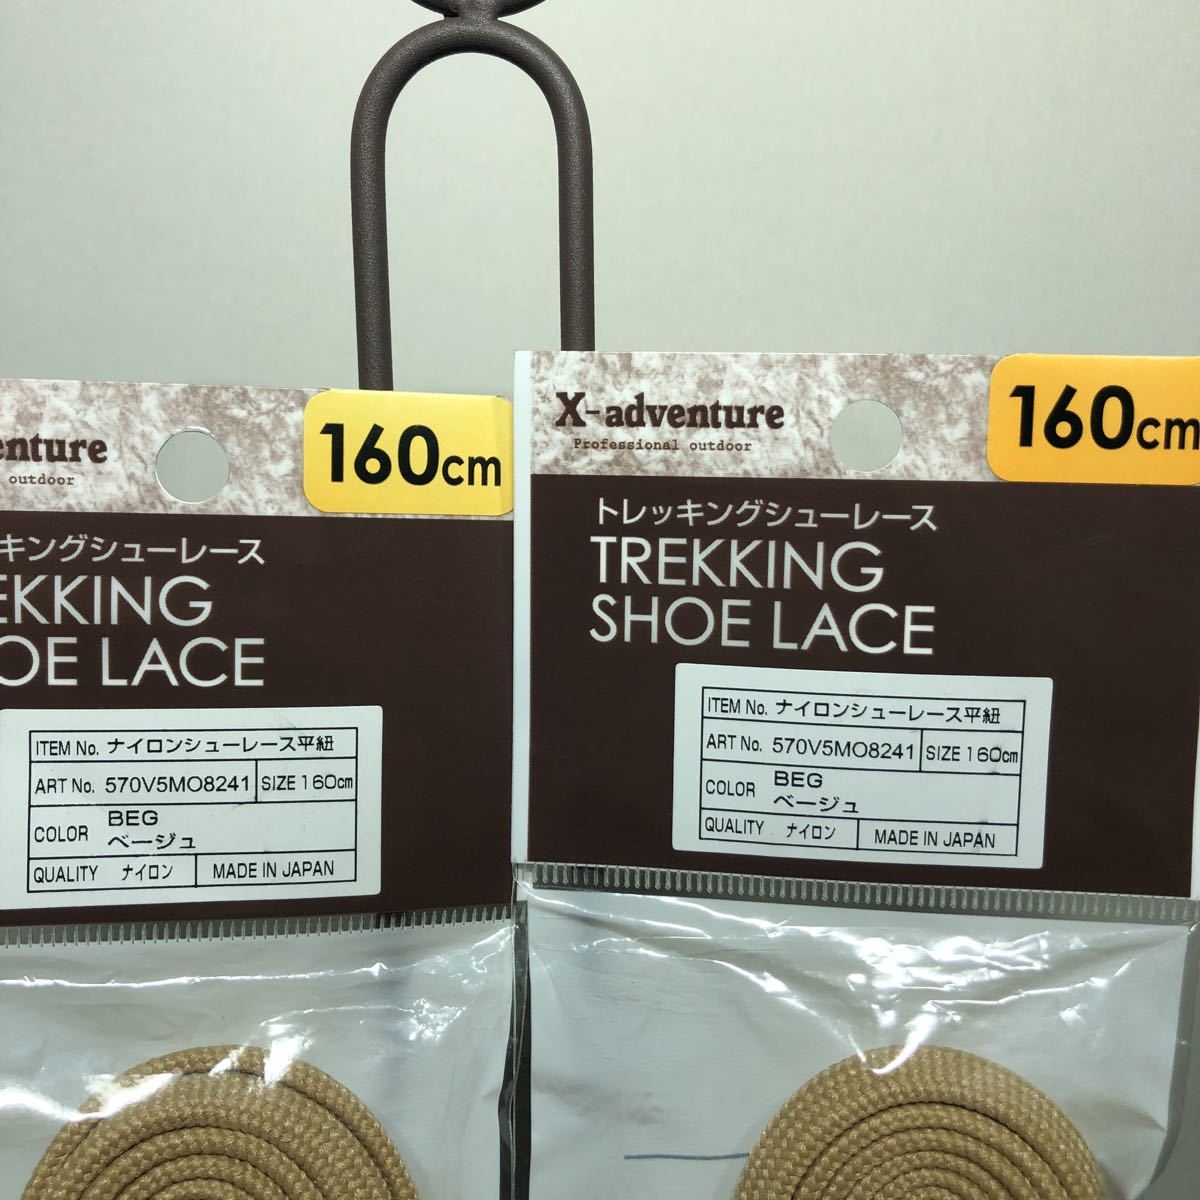 enture
outdoor
160cm
キングシューレース
EKKING
OE LACE
ITEM No. ナイロンシューレース平紐
ART No. 570V5MO8241 SIZE 160cm
COLOR BEG
ベージュ
QUALITY ナイロン MADE IN JAPAN
X-adventure
Professional outdoor
160cm
トレッキングシューレース
TREKKING
SHOE LACE
ITEM No. ナイロンシューレース平紐
ART No. 570V5MO8241 SIZE 160cm
COLOR BEG
ベージュ
QUALITY ナイロン MADE IN JAPAN